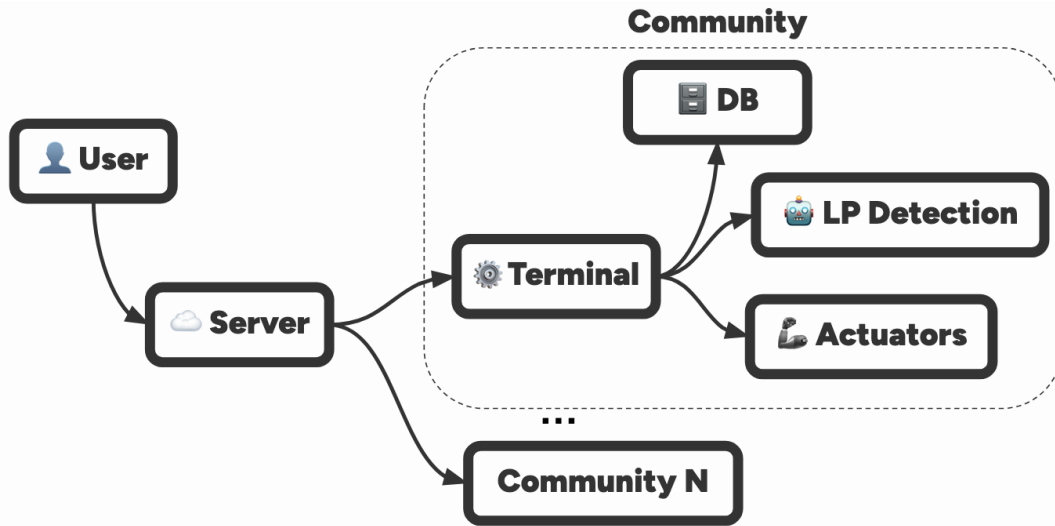 Community
DB
User
LP Detection
Terminal
Server
Actuators
...
Community N